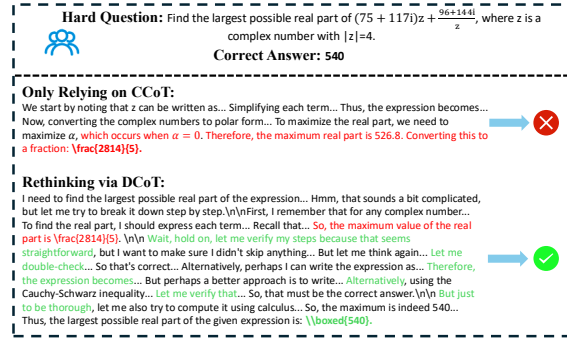 Hard Question: Find the largest possible real part of (75 + 117i)z + \frac{96+144i}{z}, where z is a
complex number with |z|=4.
Correct Answer: 540
Only Relying on CCoT:
We start by noting that z can be written as... Simplifying each term... Thus, the expression becomes...
Now, converting the complex numbers to polar form... To maximize the real part, we need to
maximize α, which occurs when α = 0. Therefore, the maximum real part is 526.8. Converting this to
a fraction: \frac{2814}{5}.
Rethinking via DCoT:
I need to find the largest possible real part of the expression... Hmm, that sounds a bit complicated,
but let me try to break it down step by step.\n\nFirst, I remember that for any complex number...
To find the real part, I should express each term... Recall that... So, the maximum value of the real
part is \frac{2814}{5}. \n\n Wait, hold on, let me verify my steps because that seems
straightforward, but I want to make sure I didn't skip anything... But let me think again... Let me
double-check... So that's correct... Alternatively, perhaps I can write the expression as... Therefore,
the expression becomes... But perhaps a better approach is to write... Alternatively, using the
Cauchy-Schwarz inequality... Let me verify that... So, that must be the correct answer.\n\n But just
to be thorough, let me also try to compute it using calculus... So, the maximum is indeed 540...
Thus, the largest possible real part of the given expression is: \\boxed{540}.